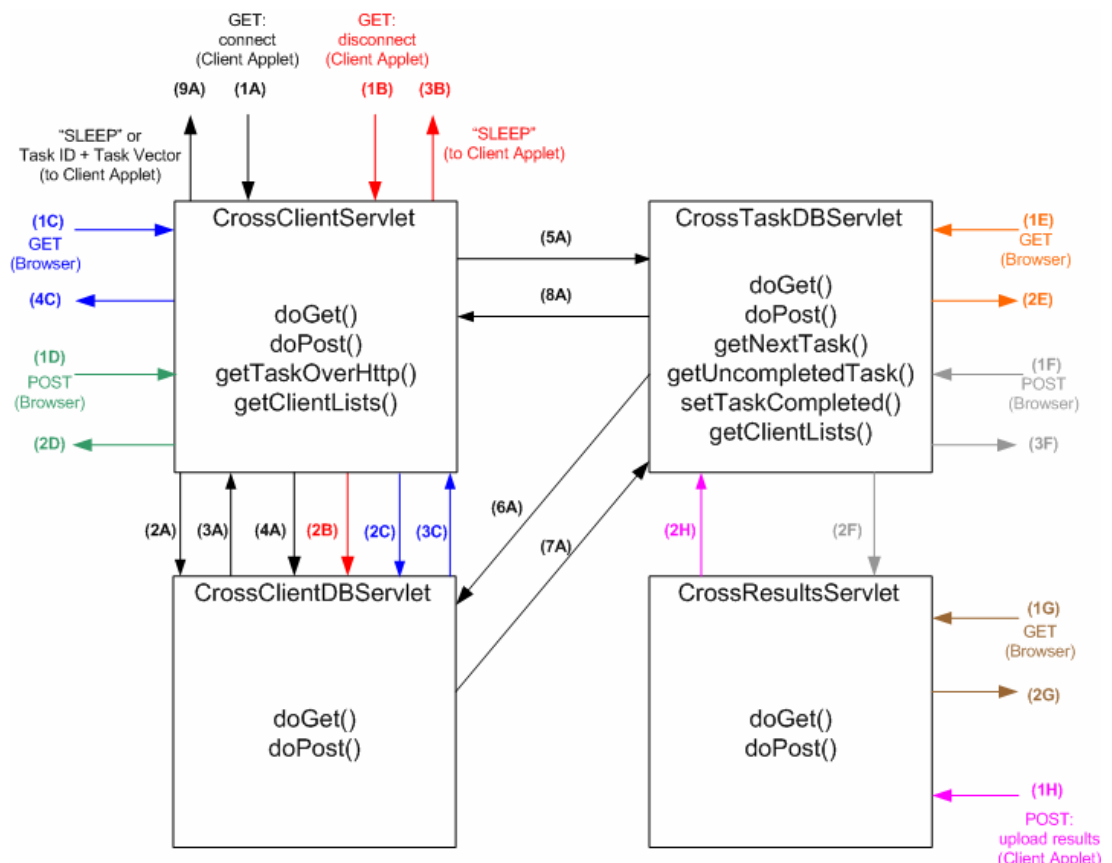 GET:
connect
(Client Applet)
GET:
disconnect
(Client Applet)
(9A)
(1A)
(1B)
(3B)
"SLEEP" or
Task ID + Task Vector
(to Client Applet)
"SLEEP"
(to Client Applet)
(1C)
GET
(Browser)
(4C)
(1D)
POST
(Browser)
(2D)
CrossClientServlet
doGet()
doPost()
getTaskOverHttp()
getClientLists()
(5A)
(8A)
CrossTaskDBServlet
doGet()
doPost()
getNextTask()
getUncompletedTask()
setTaskCompleted()
getClientLists()
(1E)
GET
(Browser)
(2E)
(1F)
POST
(Browser)
(3F)
(2A)
(3A)
(4A)
(2B)
(2C)
(3C)
(6A)
(7A)
(2H)
(2F)
CrossClientDBServlet
doGet()
doPost()
CrossResultsServlet
doGet()
doPost()
(1G)
GET
(Browser)
(2G)
(1H)
POST:
upload results
(Client Applet)